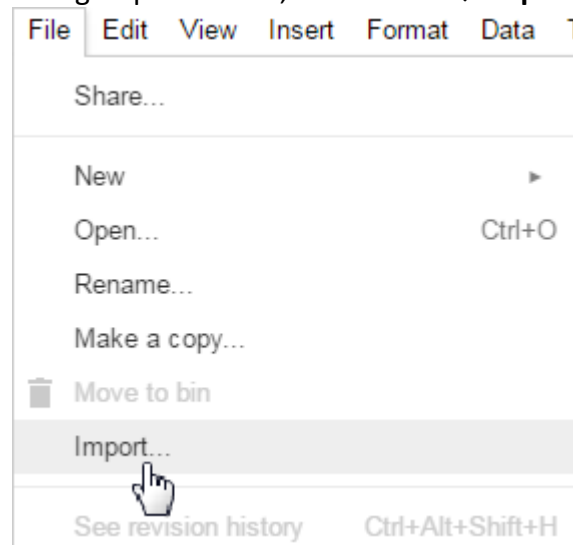 File Edit View Insert Format Data
Share...
New
Open... Ctrl+O
Rename...
Make a copy...
Move to bin
Import...
See revision history Ctrl+Alt+Shift+H